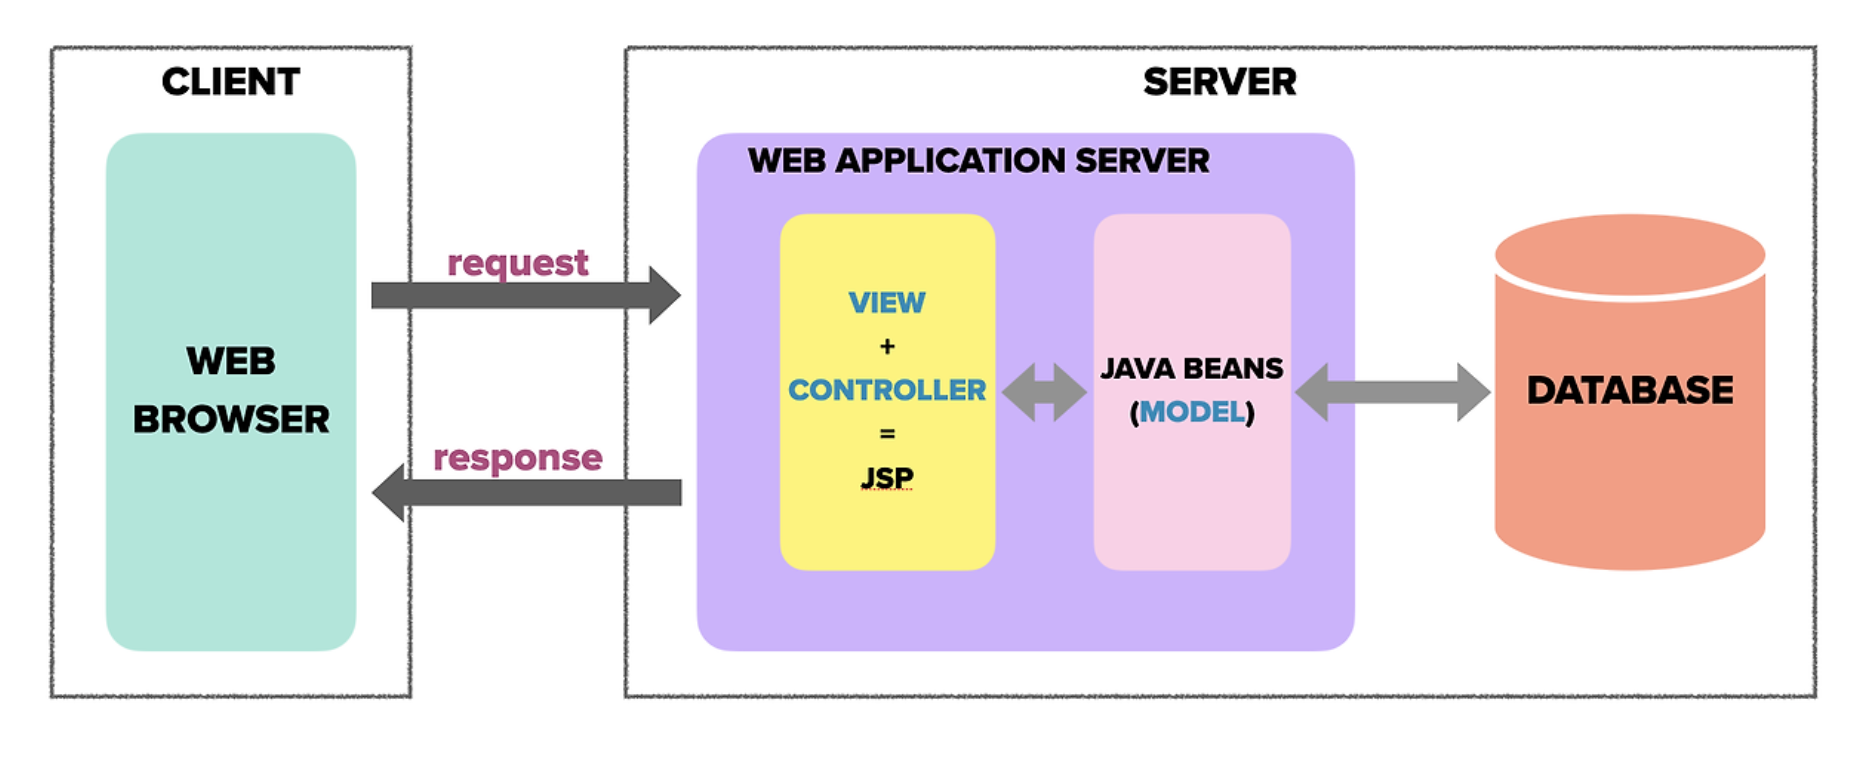 CLIENT
WEB
BROWSER
request
response
SERVER
WEB APPLICATION SERVER
VIEW
+
CONTROLLER
=
JSP
JAVA BEANS
(MODEL)
DATABASE